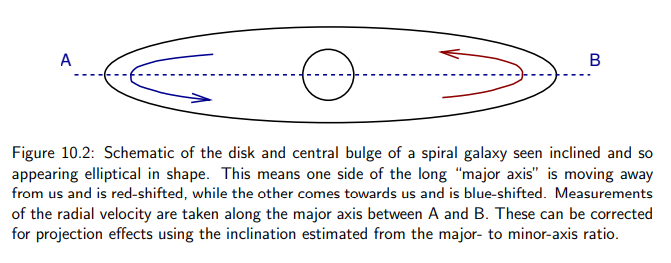 A
B
Figure 10.2: Schematic of the disk and central bulge of a spiral galaxy seen inclined and so
appearing elliptical in shape. This means one side of the long “major axis” is moving away
from us and is red-shifted, while the other comes towards us and is blue-shifted. Measurements
of the radial velocity are taken along the major axis between A and B. These can be corrected
for projection effects using the inclination estimated from the major- to minor-axis ratio.